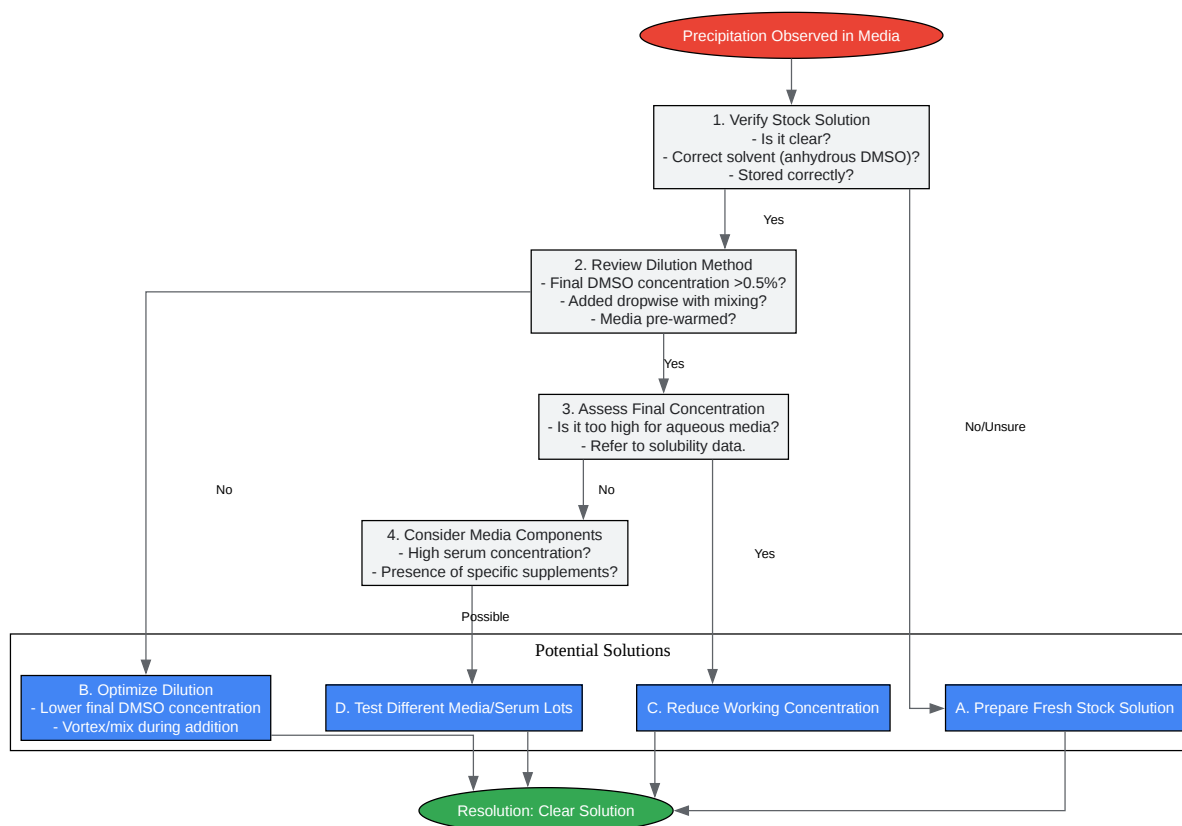 Precipitation Observed in Media
1. Verify Stock Solution
- Is it clear?
- Correct solvent (anhydrous DMSO)?
- Stored correctly?
Yes
2. Review Dilution Method
- Final DMSO concentration >0.5%?
- Added dropwise with mixing?
- Media pre-warmed?
Yes
3. Assess Final Concentration
- Is it too high for aqueous media?
- Refer to solubility data.
No/Unsure
No
No
4. Consider Media Components
- High serum concentration?
- Presence of specific supplements?
Yes
Possible
Potential Solutions
B. Optimize Dilution
- Lower final DMSO concentration
- Vortex/mix during addition
D. Test Different Media/Serum Lots
C. Reduce Working Concentration
A. Prepare Fresh Stock Solution
Resolution: Clear Solution